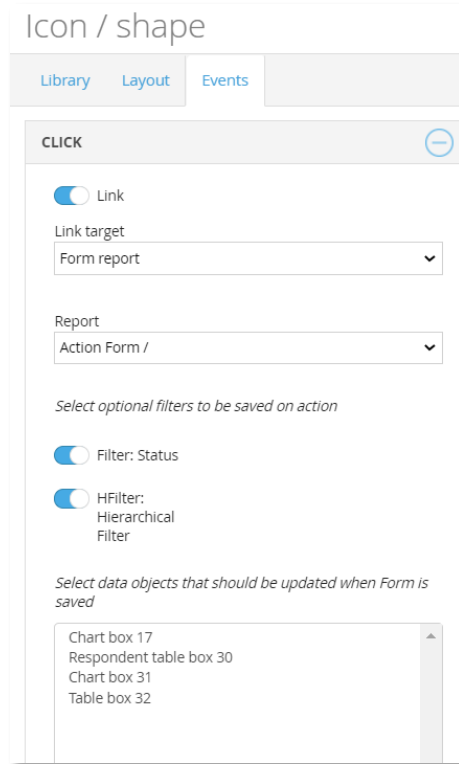 Icon / shape
Library Layout Events
CLICK
Link
Link target
Form report
Report
Action Form /
Select optional filters to be saved on action
Filter: Status
HFilter:
Hierarchical
Filter
Select data objects that should be updated when Form is
saved
Chart box 17
Respondent table box 30
Chart box 31
Table box 32